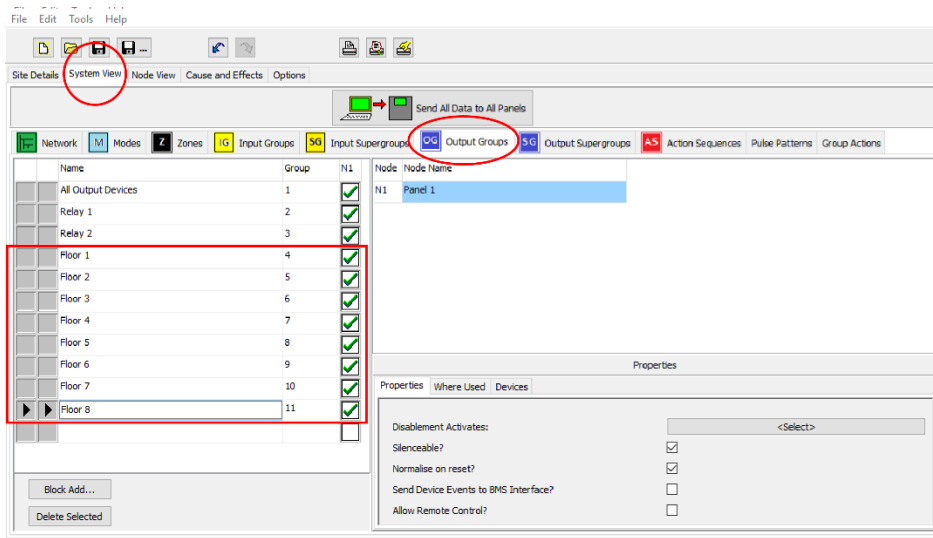 File Edit Tools Help
...
Site Details System View Node View Cause and Effects Options
Send All Data to All Panels
Network M Modes Z Zones IG Input Groups SG Input Supergroups OG Output Groups SG Output Supergroups AS Action Sequences Pulse Patterns Group Actions
Name Group N1 Node Node Name
All Output Devices 1 N1 Panel 1
Relay 1 2
Relay 2 3
Floor 1 4
Floor 2 5
Floor 3 6
Floor 4 7
Floor 5 8
Floor 6 9
Properties
Floor 7 10
Properties Where Used Devices
Floor 8 11
Disablement Activates: <Select>
Silenceable?
Normalise on reset?
Block Add...
Send Device Events to BMS Interface?
Allow Remote Control?
Delete Selected